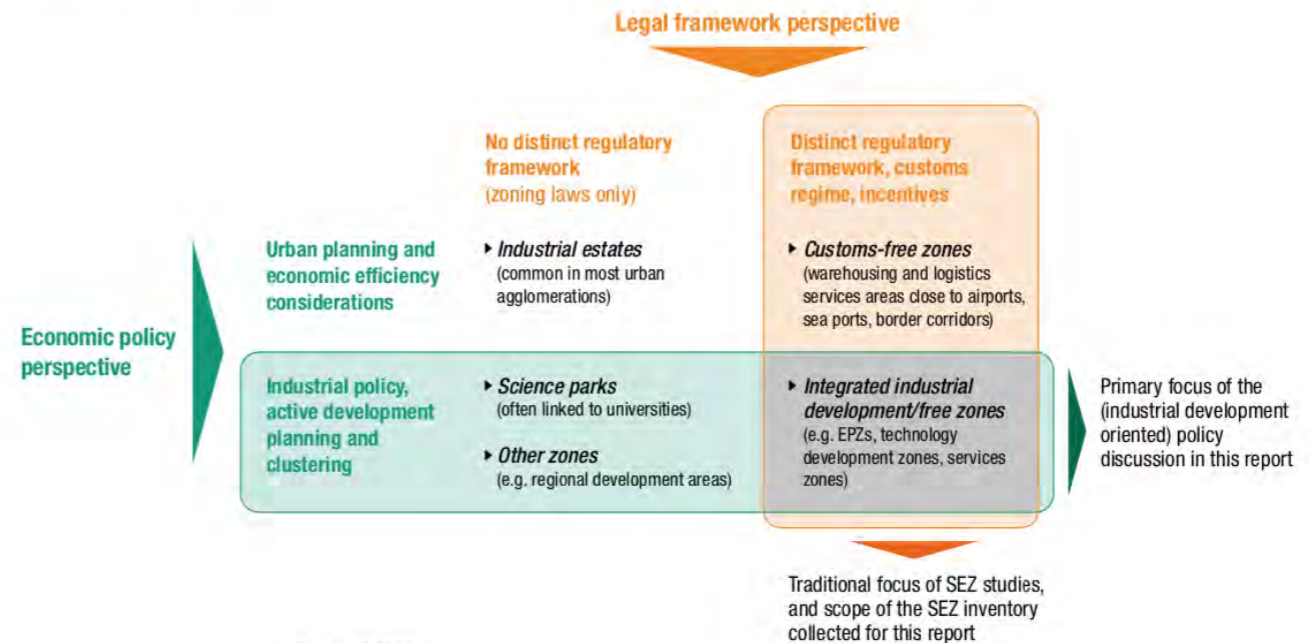 Legal framework perspective
No distinct regulatory
framework
(zoning laws only)
Distinct regulatory
framework, customs
regime, incentives
Economic policy
perspective
Urban planning and
economic efficiency
considerations
‣ Industrial estates
(common in most urban
agglomerations)
‣ Customs-free zones
(warehousing and logistics
services areas close to airports,
sea ports, border corridors)
Industrial policy,
active development
planning and
clustering
‣ Science parks
(often linked to universities)
‣ Other zones
(e.g. regional development areas)
‣ Integrated industrial
development/free zones
(e.g. EPZs, technology
development zones, services
zones)
Primary focus of the
(industrial development
oriented) policy
discussion in this report
Traditional focus of SEZ studies,
and scope of the SEZ inventory
collected for this report